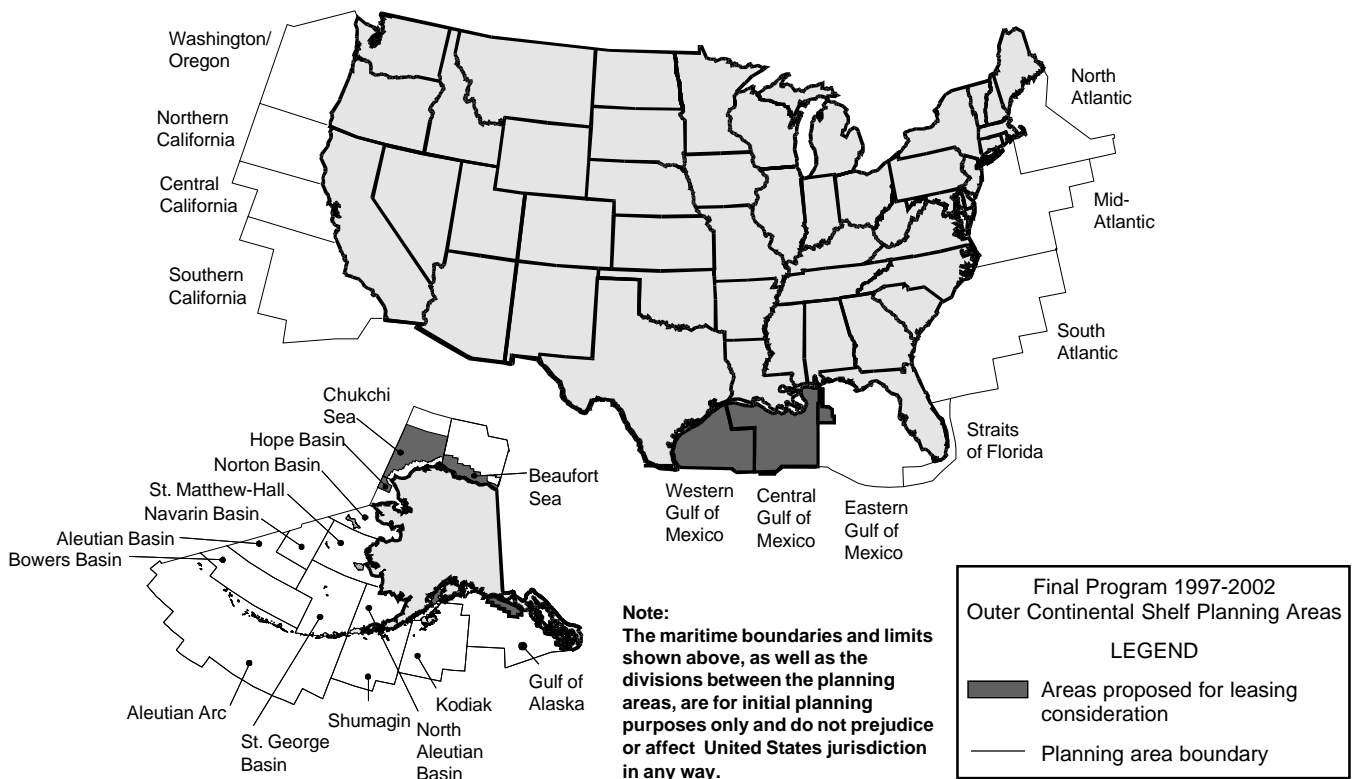 Washington/
Oregon
Northern
California
Central
California
Southern
California
North
Atlantic
Mid-
Atlantic
South
Atlantic
Straits
of Florida
Western
Gulf of
Mexico
Central
Gulf of
Mexico
Eastern
Gulf of
Mexico
Chukchi
Sea
Hope Basin
Norton Basin
St. Matthew-Hall
Navarin Basin
Aleutian Basin
Bowers Basin
Beaufort
Sea
Aleutian Arc
St. George
Basin
Shumagin
North
Aleutian
Basin
Kodiak
Gulf of
Alaska
Note:
The maritime boundaries and limits
shown above, as well as the
divisions between the planning
areas, are for initial planning
purposes only and do not prejudice
or affect United States jurisdiction
in any way.
Final Program 1997-2002
Outer Continental Shelf Planning Areas
LEGEND
Areas proposed for leasing
consideration
Planning area boundary